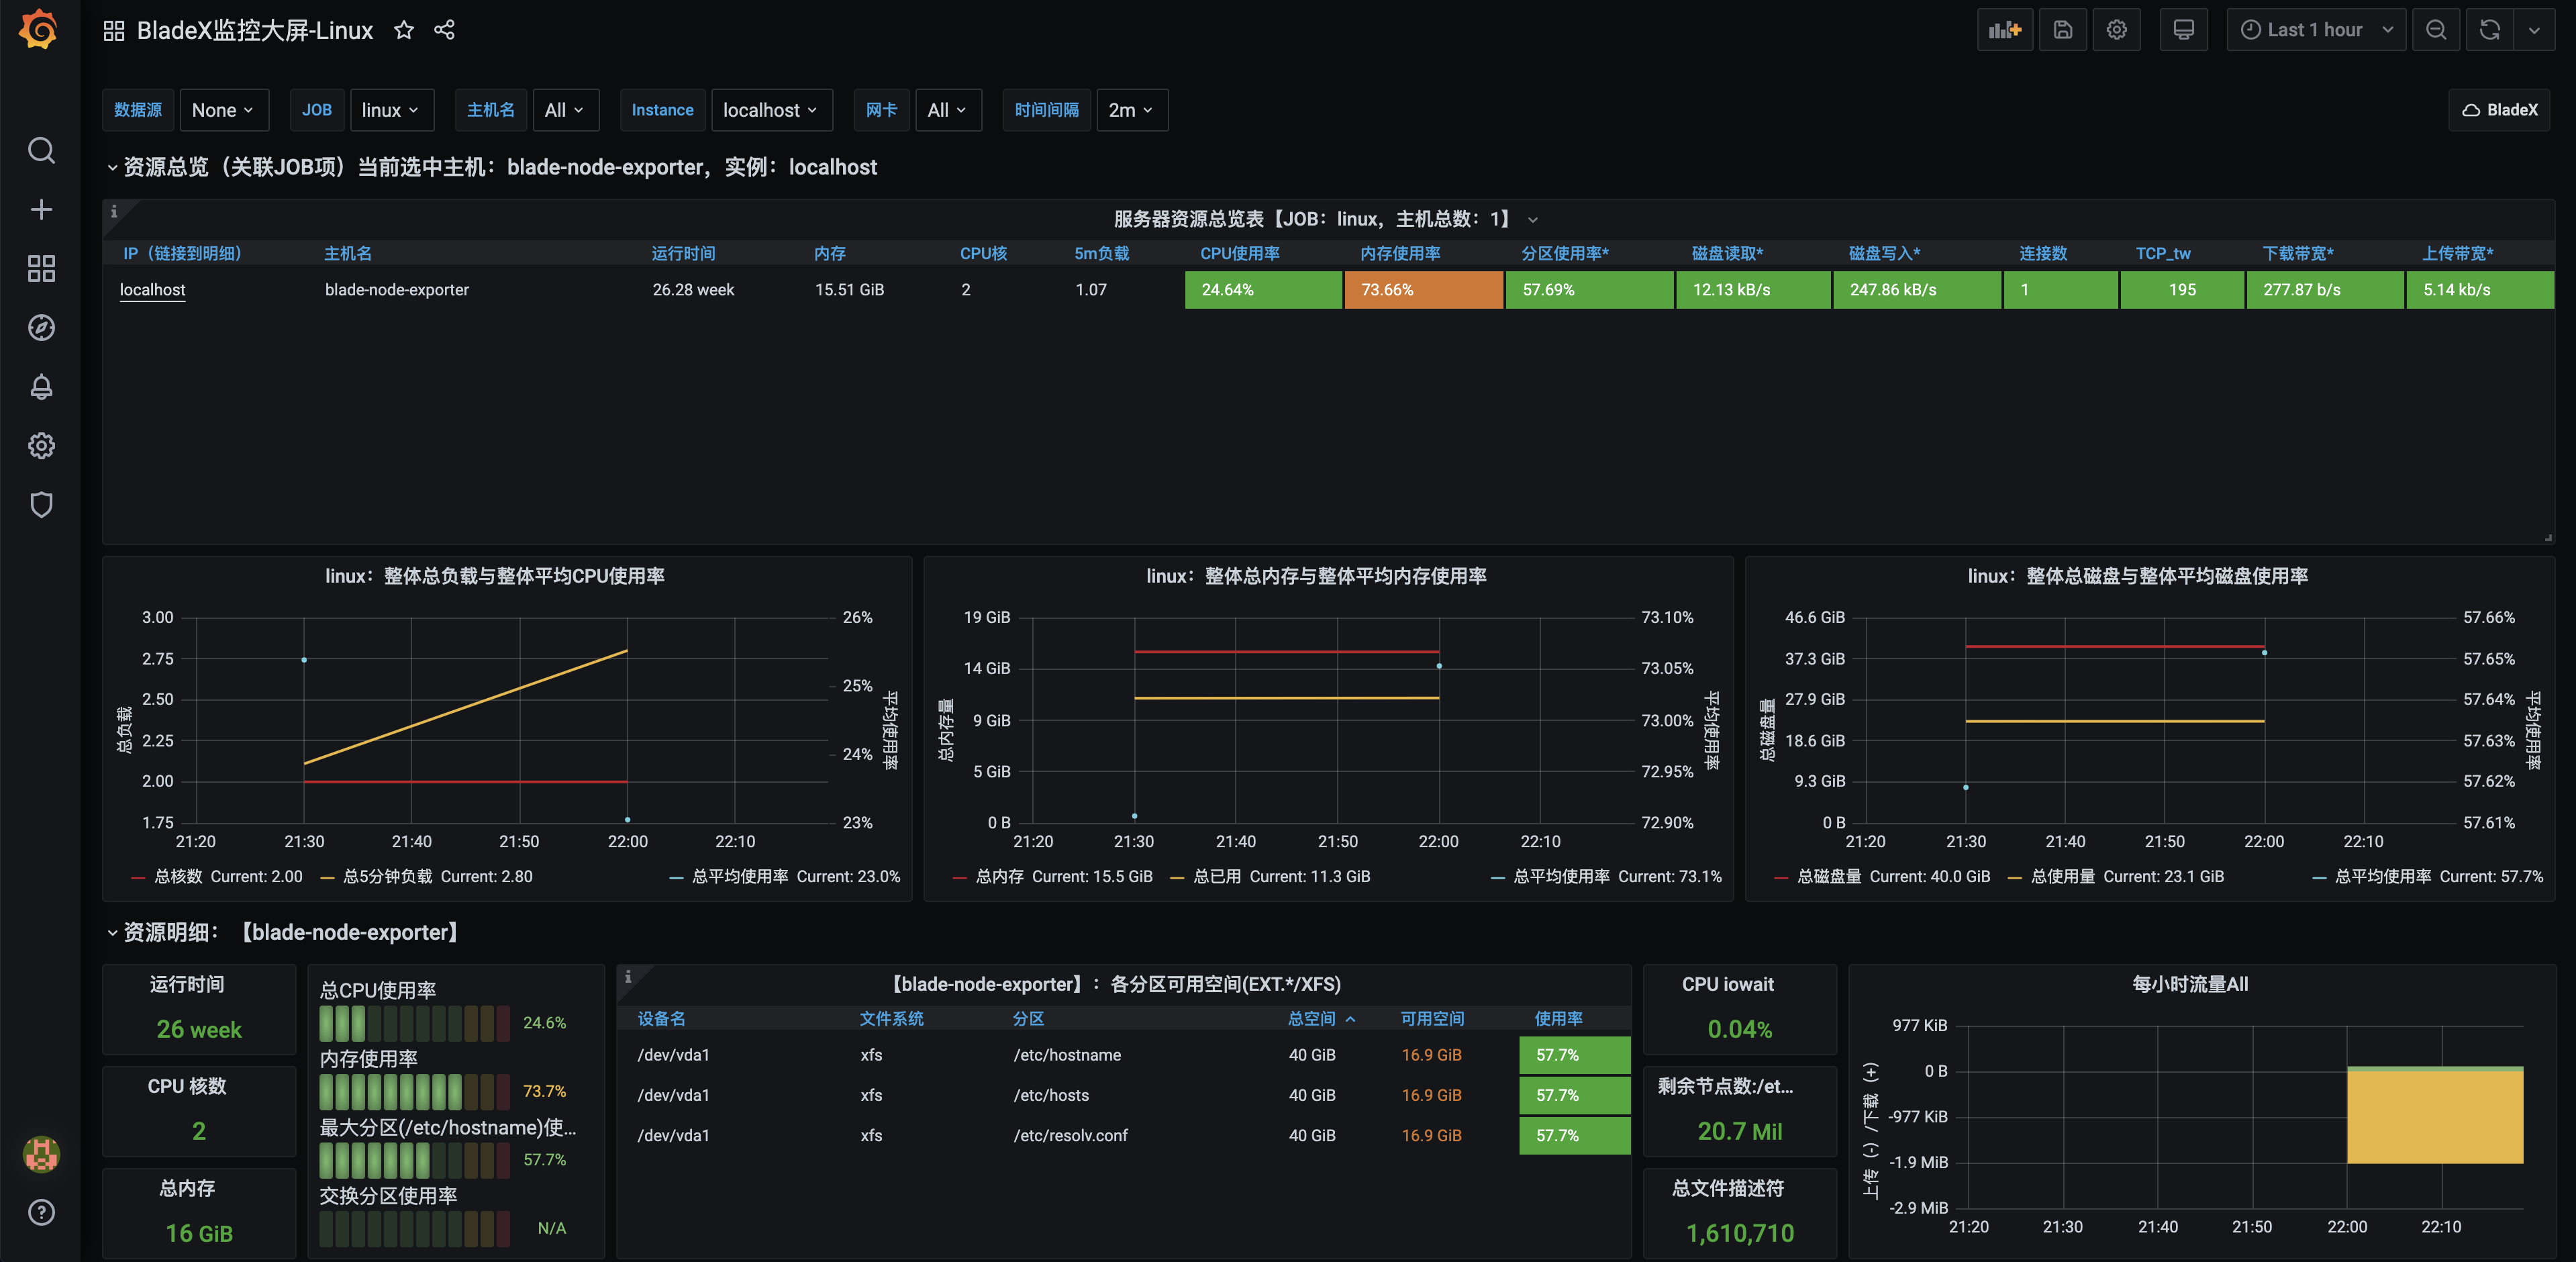 BladeX监控大屏-Linux
Last 1 hour
数据源 None JOB linux 主机名 All Instance localhost 网卡 All 时间间隔 2m BladeX
资源总览（关联JOB项）当前选中主机：blade-node-exporter，实例：localhost
服务器资源总览表【JOB：linux，主机总数：1】
IP（链接到明细） 主机名 运行时间 内存 CPU核 5m负载 CPU使用率 内存使用率 分区使用率* 磁盘读取* 磁盘写入* 连接数 TCP_tw 下载带宽* 上传带宽*
localhost blade-node-exporter 26.28 week 15.51 GiB 2 1.07 24.64% 73.66% 57.69% 12.13 kB/s 247.86 kB/s 1 195 277.87 b/s 5.14 kb/s
linux：整体总负载与整体平均CPU使用率
3.00
2.75
2.50
2.25
2.00
1.75
总负载
26%
25%
24%
23%
平均使用率
21:20 21:30 21:40 21:50 22:00 22:10
总核数 Current: 2.00 总5分钟负载 Current: 2.80 总平均使用率 Current: 23.0%
linux：整体总内存与整体平均内存使用率
19 GiB
14 GiB
9 GiB
5 GiB
0 B
总内存量
73.10%
73.05%
73.00%
72.95%
72.90%
平均使用率
21:20 21:30 21:40 21:50 22:00 22:10
总内存 Current: 15.5 GiB 总已用 Current: 11.3 GiB 总平均使用率 Current: 73.1%
linux：整体总磁盘与整体平均磁盘使用率
46.6 GiB
37.3 GiB
27.9 GiB
18.6 GiB
9.3 GiB
0 B
总磁盘量
57.66%
57.65%
57.64%
57.63%
57.62%
57.61%
平均使用率
21:20 21:30 21:40 21:50 22:00 22:10
总磁盘量 Current: 40.0 GiB 总使用量 Current: 23.1 GiB 总平均使用率 Current: 57.7%
资源明细：【blade-node-exporter】
运行时间
26 week
CPU 核数
2
总内存
16 GiB
总CPU使用率
24.6%
内存使用率
73.7%
最大分区(/etc/hostname)使...
57.7%
交换分区使用率
N/A
【blade-node-exporter】：各分区可用空间(EXT.*/XFS)
设备名 文件系统 分区 总空间 可用空间 使用率
/dev/vda1 xfs /etc/hostname 40 GiB 16.9 GiB 57.7%
/dev/vda1 xfs /etc/hosts 40 GiB 16.9 GiB 57.7%
/dev/vda1 xfs /etc/resolv.conf 40 GiB 16.9 GiB 57.7%
CPU iowait
0.04%
剩余节点数:/et...
20.7 Mil
总文件描述符
1,610,710
每小时流量All
977 KiB
0 B
-977 KiB
-1.9 MiB
-2.9 MiB
上传（-）/下载（+）
21:20 21:30 21:40 21:50 22:00 22:10